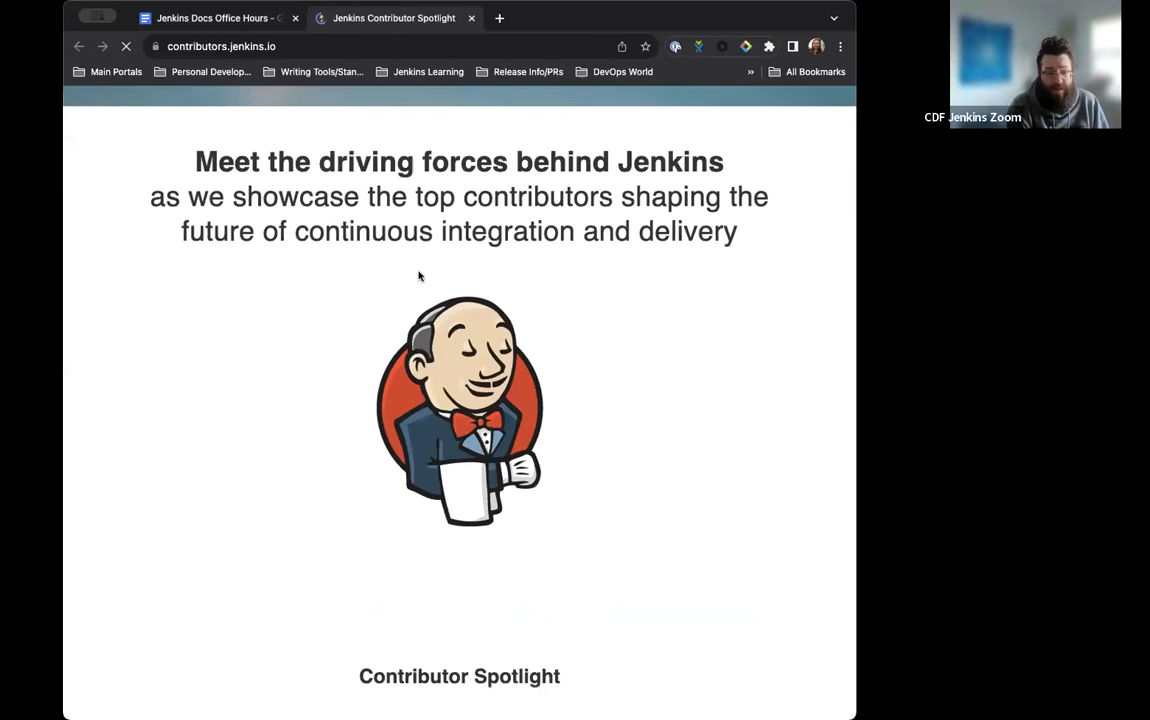 Jenkins Docs Office Hours - G
Jenkins Contributor Spotlight
contributors.jenkins.io
Main Portals
Personal Develop...
Writing Tools/Stan...
Jenkins Learning
Release Info/PRs
DevOps World
»
All Bookmarks
CDF Jenkins Zoom
Meet the driving forces behind Jenkins
as we showcase the top contributors shaping the
future of continuous integration and delivery
Contributor Spotlight